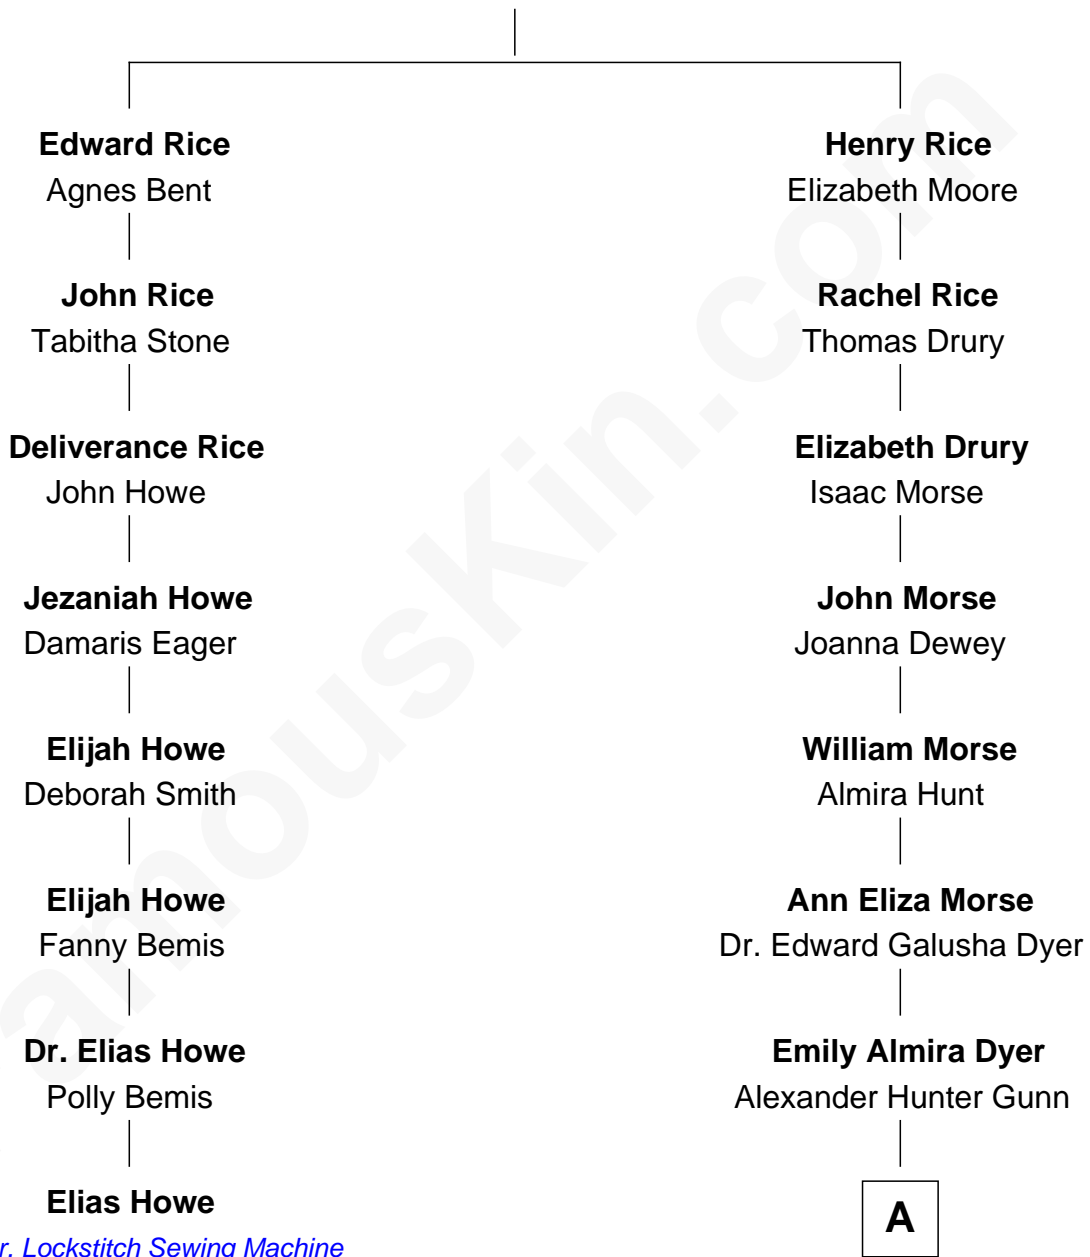 Edward Rice
Agnes Bent
John Rice
Tabitha Stone
Deliverance Rice
John Howe
Jezaniah Howe
Damaris Eager
Elijah Howe
Deborah Smith
Elijah Howe
Fanny Bemis
Dr. Elias Howe
Polly Bemis
Elias Howe
r. Lockstitch Sewing Machine
Henry Rice
Elizabeth Moore
Rachel Rice
Thomas Drury
Elizabeth Drury
Isaac Morse
John Morse
Joanna Dewey
William Morse
Almira Hunt
Ann Eliza Morse
Dr. Edward Galusha Dyer
Emily Almira Dyer
Alexander Hunter Gunn
A
amousKin.com